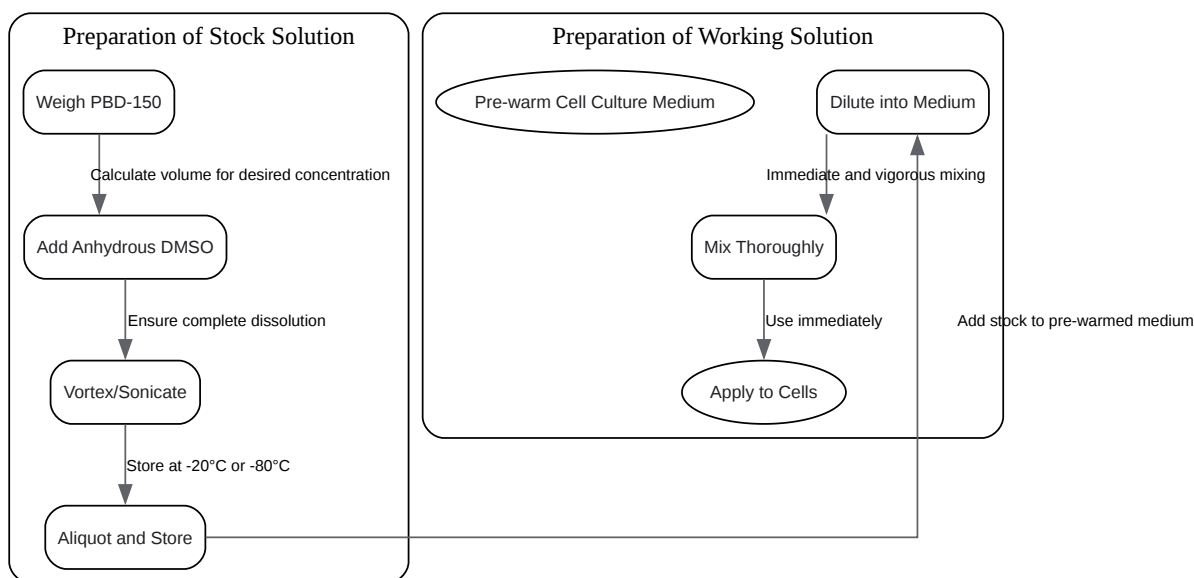 Preparation of Stock Solution
Weigh PBD-150
Calculate volume for desired concentration
Add Anhydrous DMSO
Ensure complete dissolution
Vortex/Sonicate
Store at -20°C or -80°C
Aliquot and Store
Preparation of Working Solution
Pre-warm Cell Culture Medium
Dilute into Medium
Immediate and vigorous mixing
Mix Thoroughly
Use immediately
Add stock to pre-warmed medium
Apply to Cells